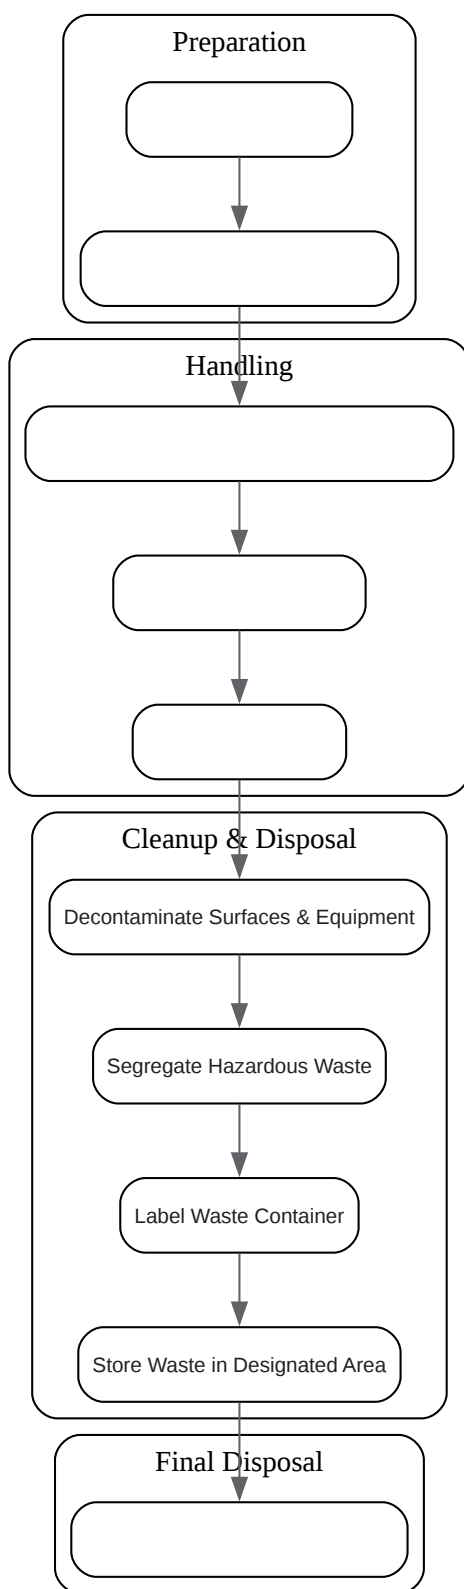 Preparation
Handling
Cleanup & Disposal
Decontaminate Surfaces & Equipment
Segregate Hazardous Waste
Label Waste Container
Store Waste in Designated Area
Final Disposal